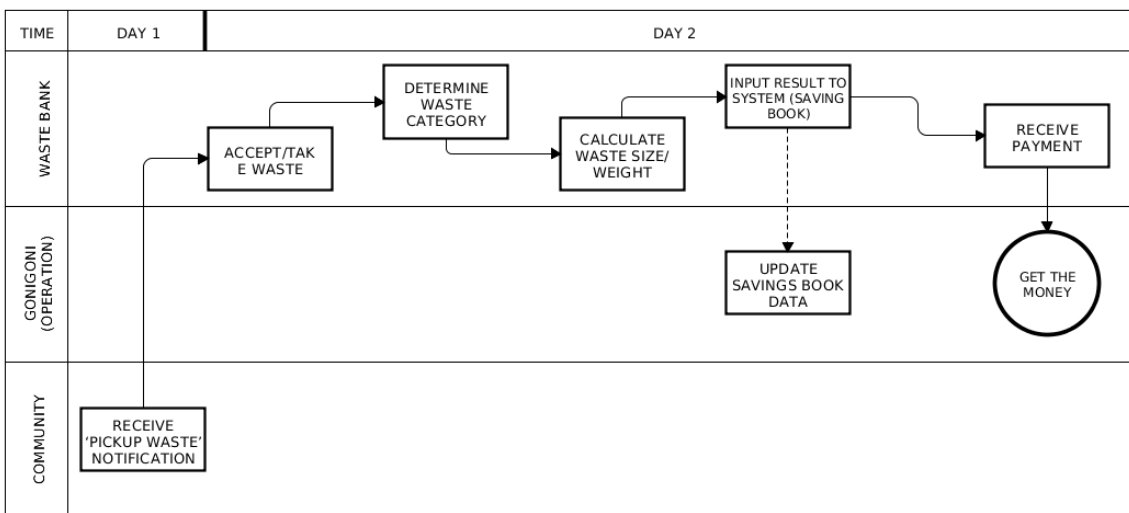 TIME
DAY 1
DAY 2
WASTE BANK
ACCEPT/TAK
E WASTE
DETERMINE
WASTE
CATEGORY
CALCULATE
WASTE SIZE/
WEIGHT
INPUT RESULT TO
SYSTEM (SAVING
BOOK)
RECEIVE
PAYMENT
GONIGONI
(OPERATION)
UPDATE
SAVINGS BOOK
DATA
GET THE
MONEY
COMMUNITY
RECEIVE
‘PICKUP WASTE’
NOTIFICATION